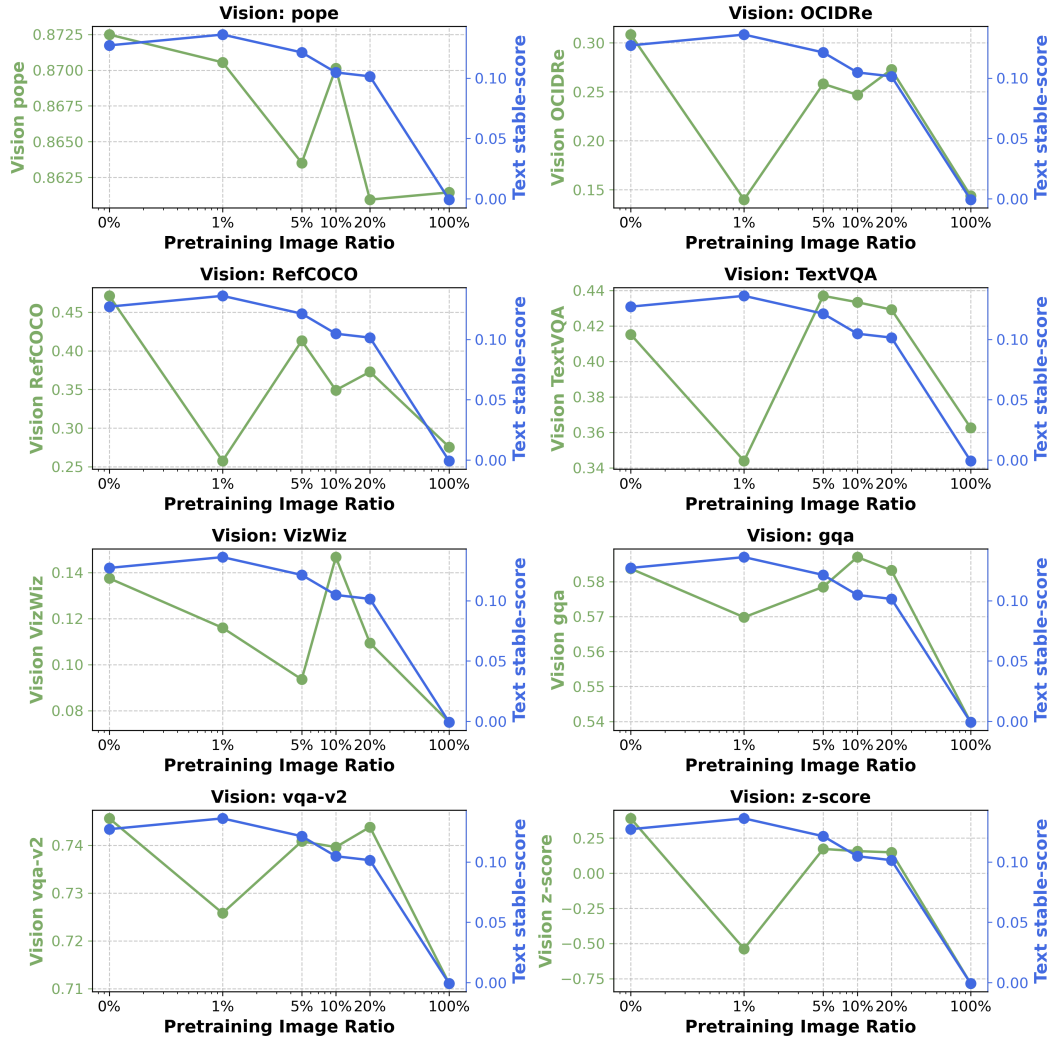 Vision: pope
Vision pope
0.8725
0.8700
0.8675
0.8650
0.8625
0.10
0.05
0.00
Text stable-score
0% 1% 5% 10% 20% 100%
Pretraining Image Ratio
Vision: OCIDRe
Vision OCIDRe
0.30
0.25
0.20
0.15
0.10
0.05
0.00
Text stable-score
0% 1% 5% 10% 20% 100%
Pretraining Image Ratio
Vision: RefCOCO
Vision RefCOCO
0.45
0.40
0.35
0.30
0.25
0.10
0.05
0.00
Text stable-score
0% 1% 5% 10% 20% 100%
Pretraining Image Ratio
Vision: TextVQA
Vision TextVQA
0.44
0.42
0.40
0.38
0.36
0.34
0.10
0.05
0.00
Text stable-score
0% 1% 5% 10% 20% 100%
Pretraining Image Ratio
Vision: VizWiz
Vision VizWiz
0.14
0.12
0.10
0.08
0.10
0.05
0.00
Text stable-score
0% 1% 5% 10% 20% 100%
Pretraining Image Ratio
Vision: gqa
Vision gqa
0.58
0.57
0.56
0.55
0.54
0.10
0.05
0.00
Text stable-score
0% 1% 5% 10% 20% 100%
Pretraining Image Ratio
Vision: vqa-v2
Vision vqa-v2
0.74
0.73
0.72
0.71
0.10
0.05
0.00
Text stable-score
0% 1% 5% 10% 20% 100%
Pretraining Image Ratio
Vision: z-score
Vision z-score
0.25
0.00
−0.25
−0.50
−0.75
0.10
0.05
0.00
Text stable-score
0% 1% 5% 10% 20% 100%
Pretraining Image Ratio